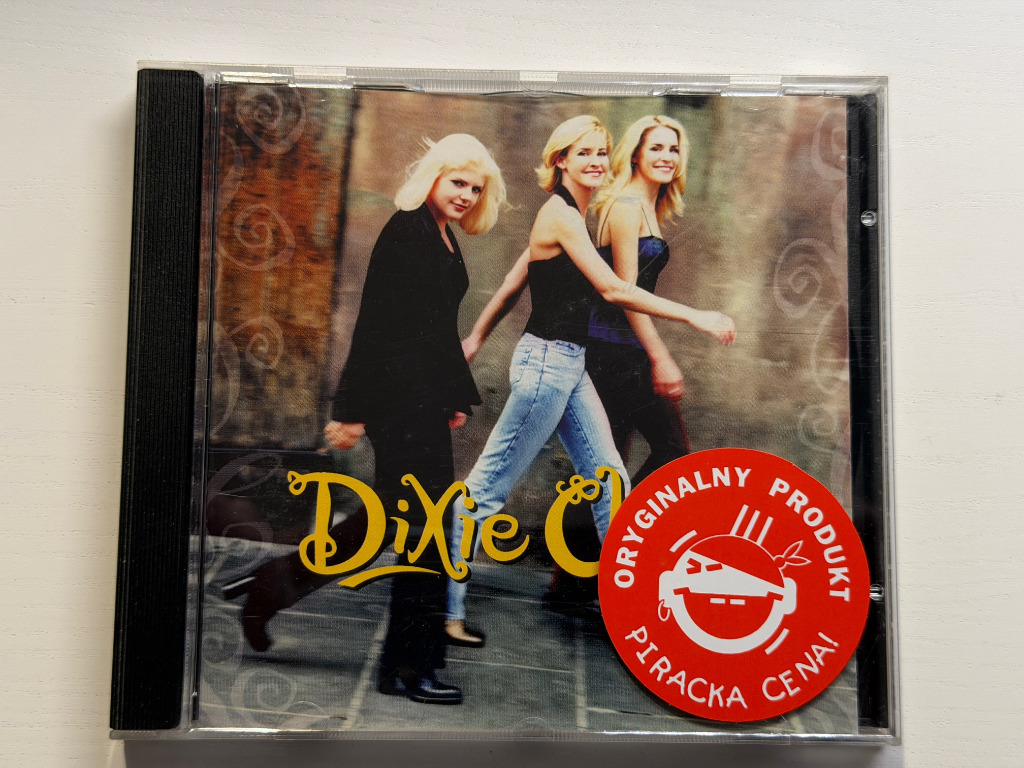 Dixie C
ORYGINALNY PRODUKT
PIRACKA CENA!